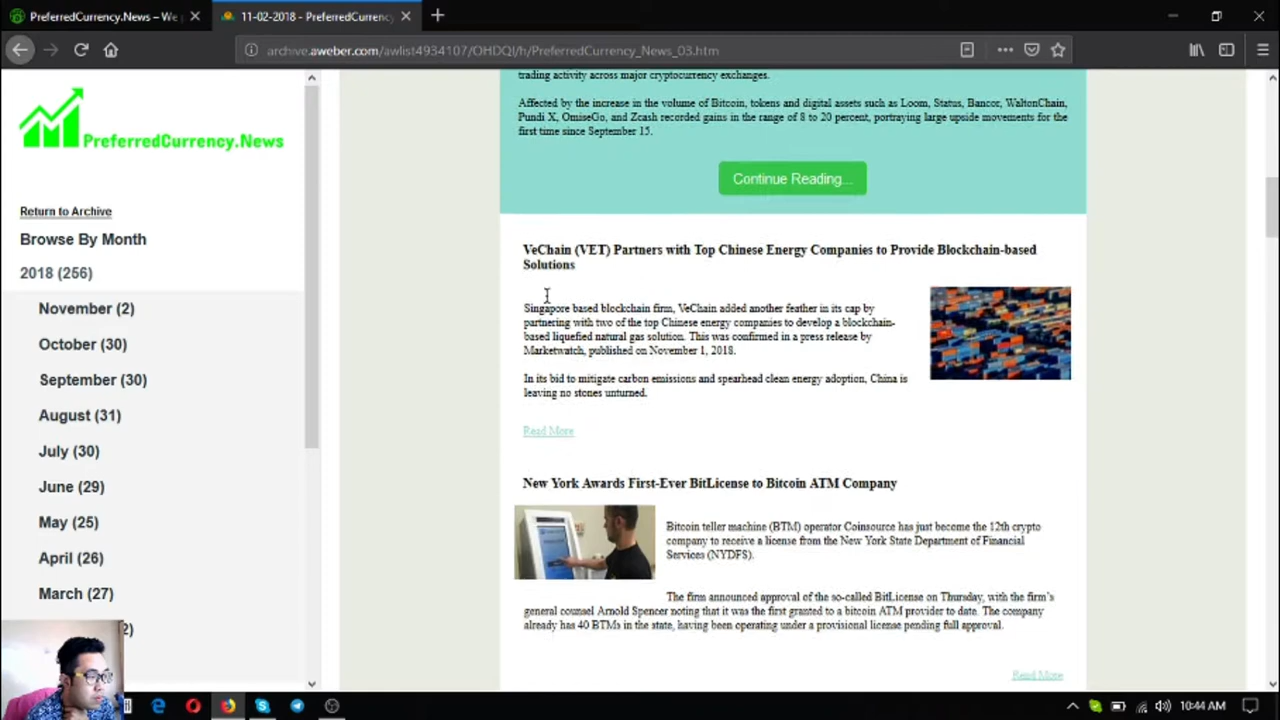 PreferredCurrency.News – We
11-02-2018 - PreferredCurrency
archive.aweber.com/awlist4934107/OHDQl/h/PreferredCurrency_News_03.htm
PreferredCurrency.News
Return to Archive
Browse By Month
2018 (256)
November (2)
October (30)
September (30)
August (31)
July (30)
June (29)
May (25)
April (26)
March (27)
2)
trading activity across major cryptocurrency exchanges.
Affected by the increase in the volume of Bitcoin, tokens and digital assets such as Loom, Status, Bancor, WaltonChain,
Pundi X, OmiseGo, and Zcash recorded gains in the range of 8 to 20 percent, portraying large upside movements for the
first time since September 15.
Continue Reading...
VeChain (VET) Partners with Top Chinese Energy Companies to Provide Blockchain-based
Solutions
Singapore based blockchain firm, VeChain added another feather in its cap by
partnering with two of the top Chinese energy companies to develop a blockchain-
based liquefied natural gas solution. This was confirmed in a press release by
Marketwatch, published on November 1, 2018.
In its bid to mitigate carbon emissions and spearhead clean energy adoption, China is
leaving no stones unturned.
Read More
New York Awards First-Ever BitLicense to Bitcoin ATM Company
Bitcoin teller machine (BTM) operator Coinsource has just become the 12th crypto
company to receive a license from the New York State Department of Financial
Services (NYDFS).
The firm announced approval of the so-called BitLicense on Thursday, with the firm's
general counsel Arnold Spencer noting that it was the first granted to a bitcoin ATM provider to date. The company
already has 40 BTMs in the state, having been operating under a provisional license pending full approval.
Read More
10:44 AM